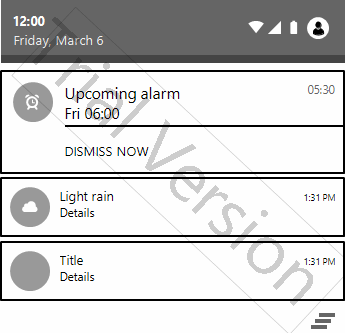 12:00
Friday, March 6
Upcoming alarm
05:30
Fri 06:00
DISMISS NOW
Light rain
1:31 PM
Details
Title
1:31 PM
Details
Trial Version